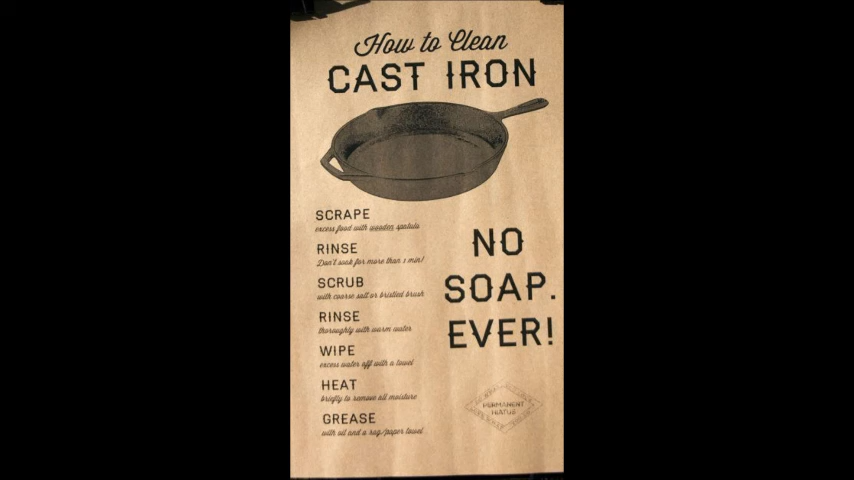 How to Clean
CAST IRON
SCRAPE
excess food with wooden spatula
RINSE
Don't soak for more than 1 min!
SCRUB
with coarse salt or bristled brush
RINSE
thoroughly with warm water
WIPE
excess water off with a towel
HEAT
briefly to remove all moisture
GREASE
with oil and a rag/paper towel
NO
SOAP.
EVER!
PERMANENT
HIATUS